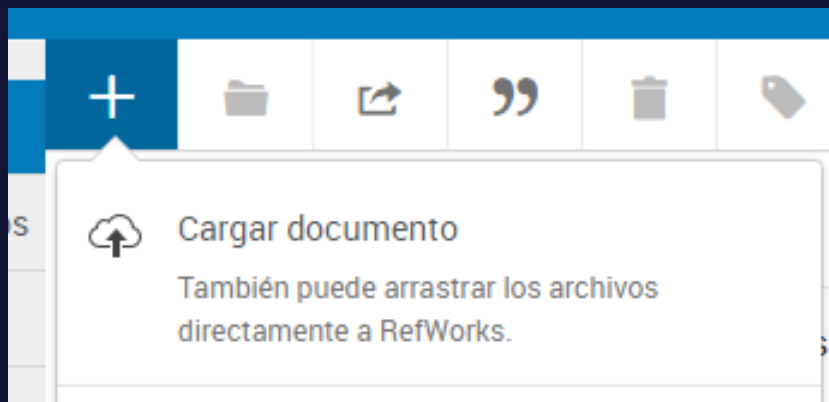 Cargar documento
También puede arrastrar los archivos
directamente a RefWorks.